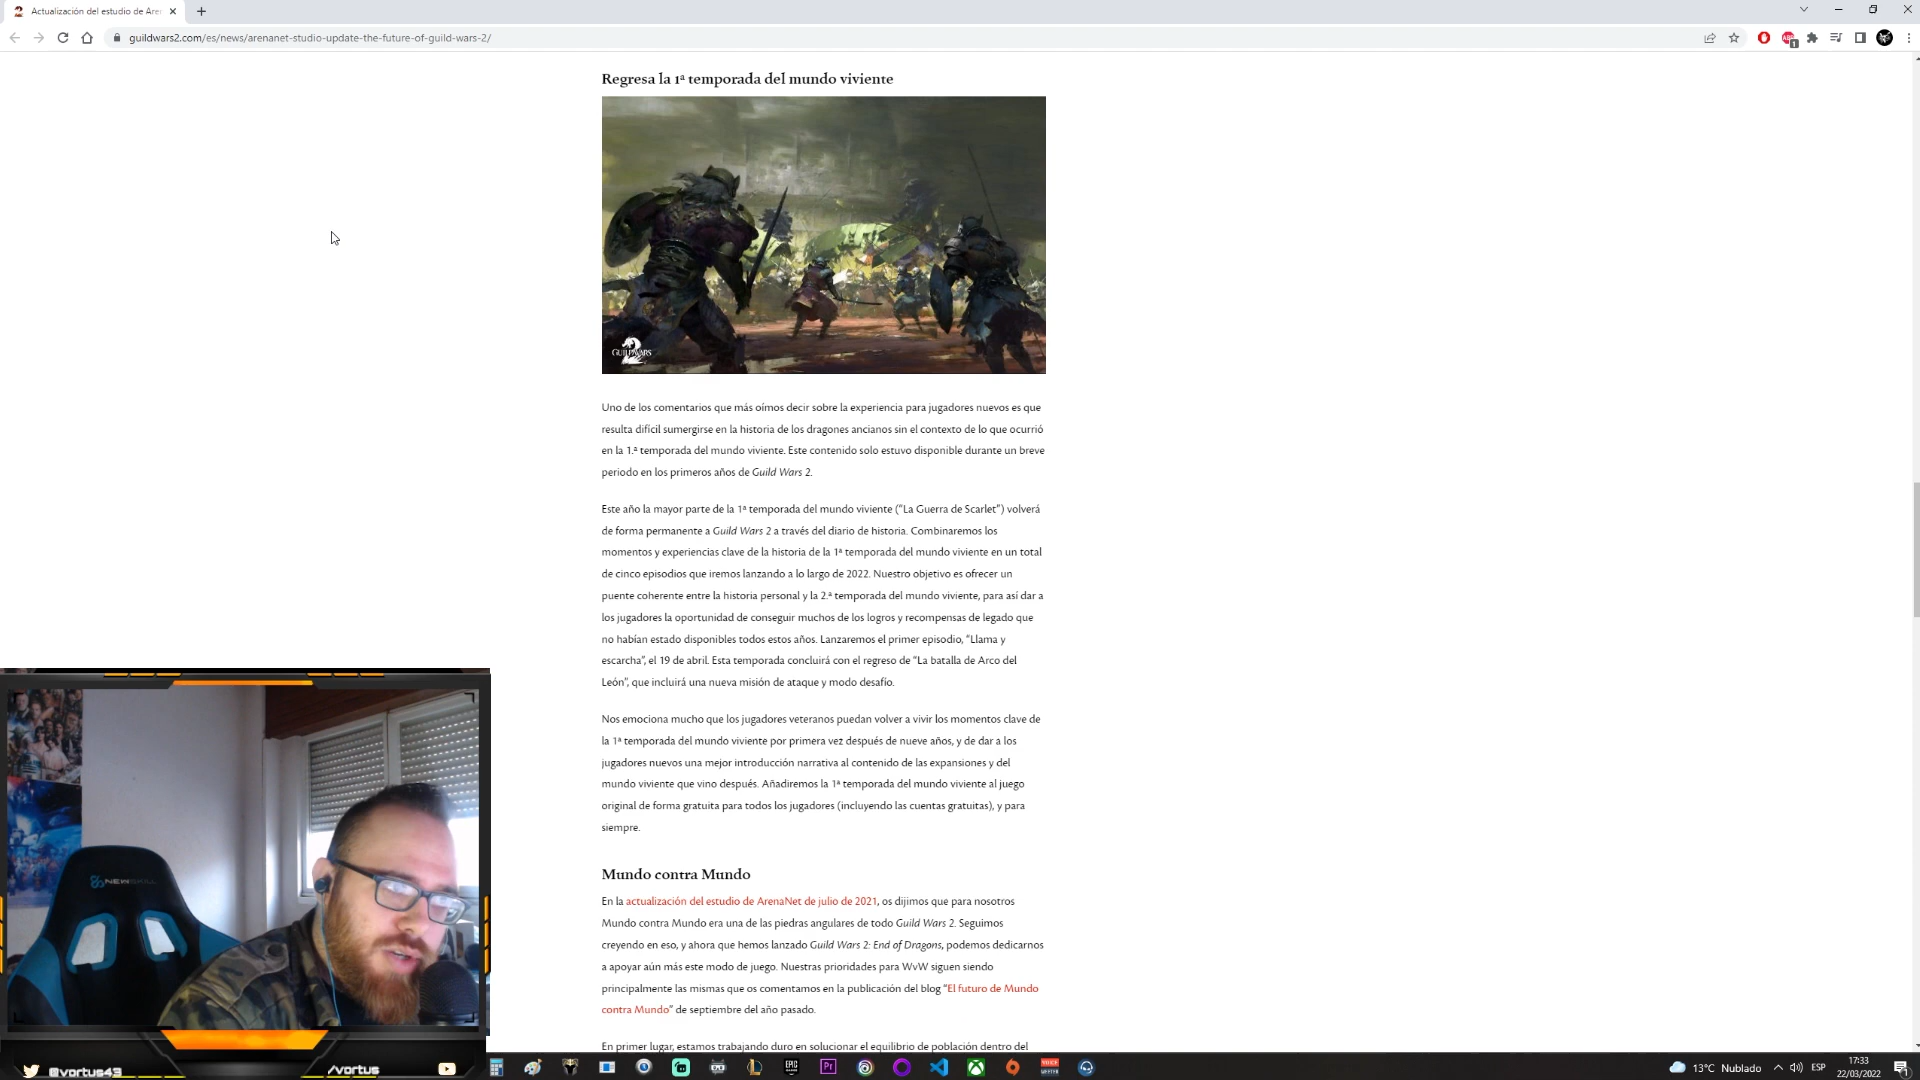 Actualización del estudio de Aren
guildwars2.com/es/news/arenanet-studio-update-the-future-of-guild-wars-2/
Regresa la 1ª temporada del mundo viviente
GUILD WARS
2
Uno de los comentarios que más oímos decir sobre la experiencia para jugadores nuevos es que
resulta difícil sumergirse en la historia de los dragones ancianos sin el contexto de lo que ocurrió
en la 1.ª temporada del mundo viviente. Este contenido solo estuvo disponible durante un breve
periodo en los primeros años de Guild Wars 2.
Este año la mayor parte de la 1ª temporada del mundo viviente (“La Guerra de Scarlet”) volverá
de forma permanente a Guild Wars 2 a través del diario de historia. Combinaremos los
momentos y experiencias clave de la historia de la 1ª temporada del mundo viviente en un total
de cinco episodios que iremos lanzando a lo largo de 2022. Nuestro objetivo es ofrecer un
puente coherente entre la historia personal y la 2.ª temporada del mundo viviente, para así dar a
los jugadores la oportunidad de conseguir muchos de los logros y recompensas de legado que
no habían estado disponibles todos estos años. Lanzaremos el primer episodio, “Llama y
escarcha”, el 19 de abril. Esta temporada concluirá con el regreso de “La batalla de Arco del
León”, que incluirá una nueva misión de ataque y modo desafío.
Nos emociona mucho que los jugadores veteranos puedan volver a vivir los momentos clave de
la 1ª temporada del mundo viviente por primera vez después de nueve años, y de dar a los
jugadores nuevos una mejor introducción narrativa al contenido de las expansiones y del
mundo viviente que vino después. Añadiremos la 1ª temporada del mundo viviente al juego
original de forma gratuita para todos los jugadores (incluyendo las cuentas gratuitas), y para
siempre.
Mundo contra Mundo
En la actualización del estudio de ArenaNet de julio de 2021, os dijimos que para nosotros
Mundo contra Mundo era una de las piedras angulares de todo Guild Wars 2. Seguimos
creyendo en eso, y ahora que hemos lanzado Guild Wars 2: End of Dragons, podemos dedicarnos
a apoyar aún más este modo de juego. Nuestras prioridades para WvW siguen siendo
principalmente las mismas que os comentamos en la publicación del blog “El futuro de Mundo
contra Mundo” de septiembre del año pasado.
En primer lugar, estamos trabajando duro en solucionar el equilibrio de población dentro del
NEWSKILL
@vortus43
/vortus
EPIC
Pr
13°C Nublado
ESP
17:33
22/03/2022